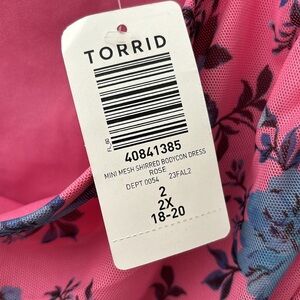 TORRID
40841385
MINI MESH SHIRRED BODYCON DRESS
ROSE
DEPT 0054 23FAL2
2
2X
18-20